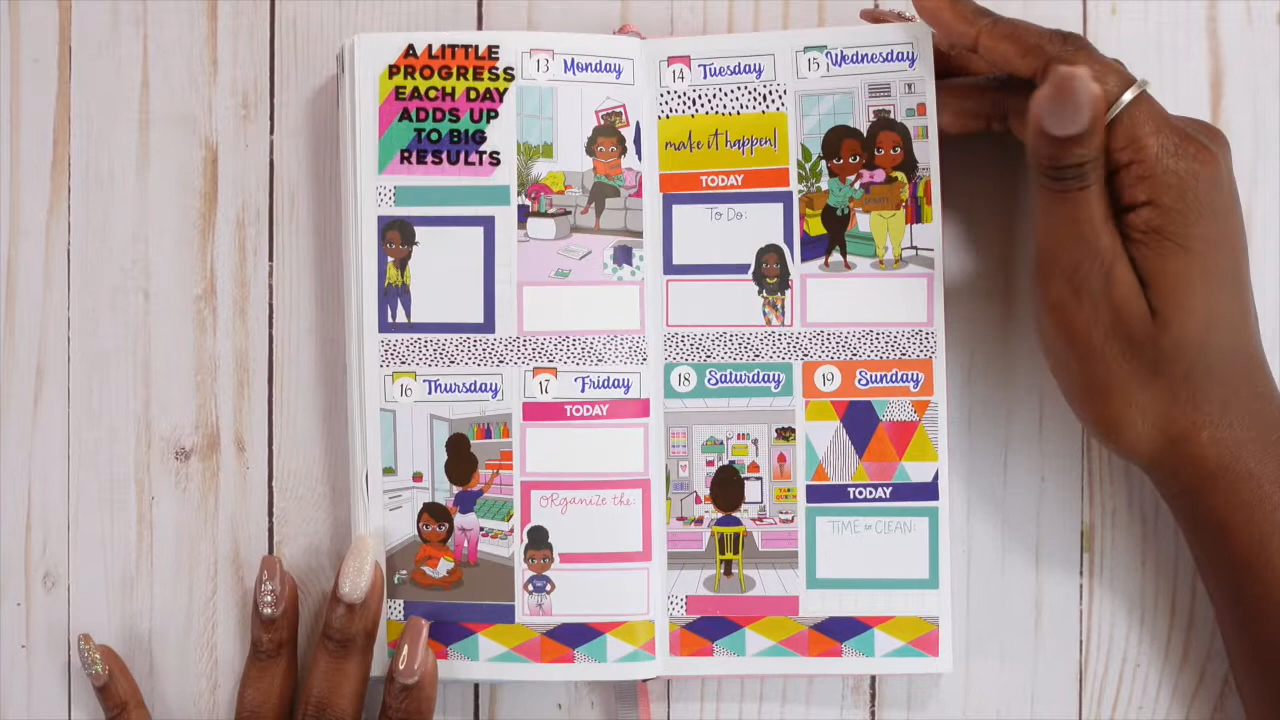 A LITTLE
PROGRESS
EACH DAY
ADDS UP
TO BIG
RESULTS
13 Monday
14 Tuesday
make it happen!
TODAY
To Do:
15 Wednesday
16 Thursday
17 Friday
TODAY
ORganize the:
18 Saturday
19 Sunday
TODAY
TIME to CLEAN: